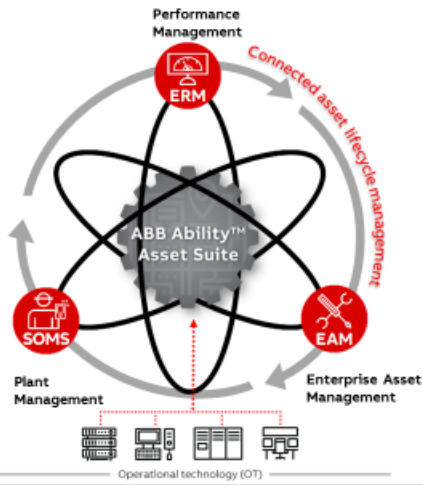 Performance
Management
ERM
Connected asset lifecycle management
ABB Ability™
Asset Suite
SOMS
EAM
Plant
Management
Enterprise Asset
Management
Operational technology (OT)